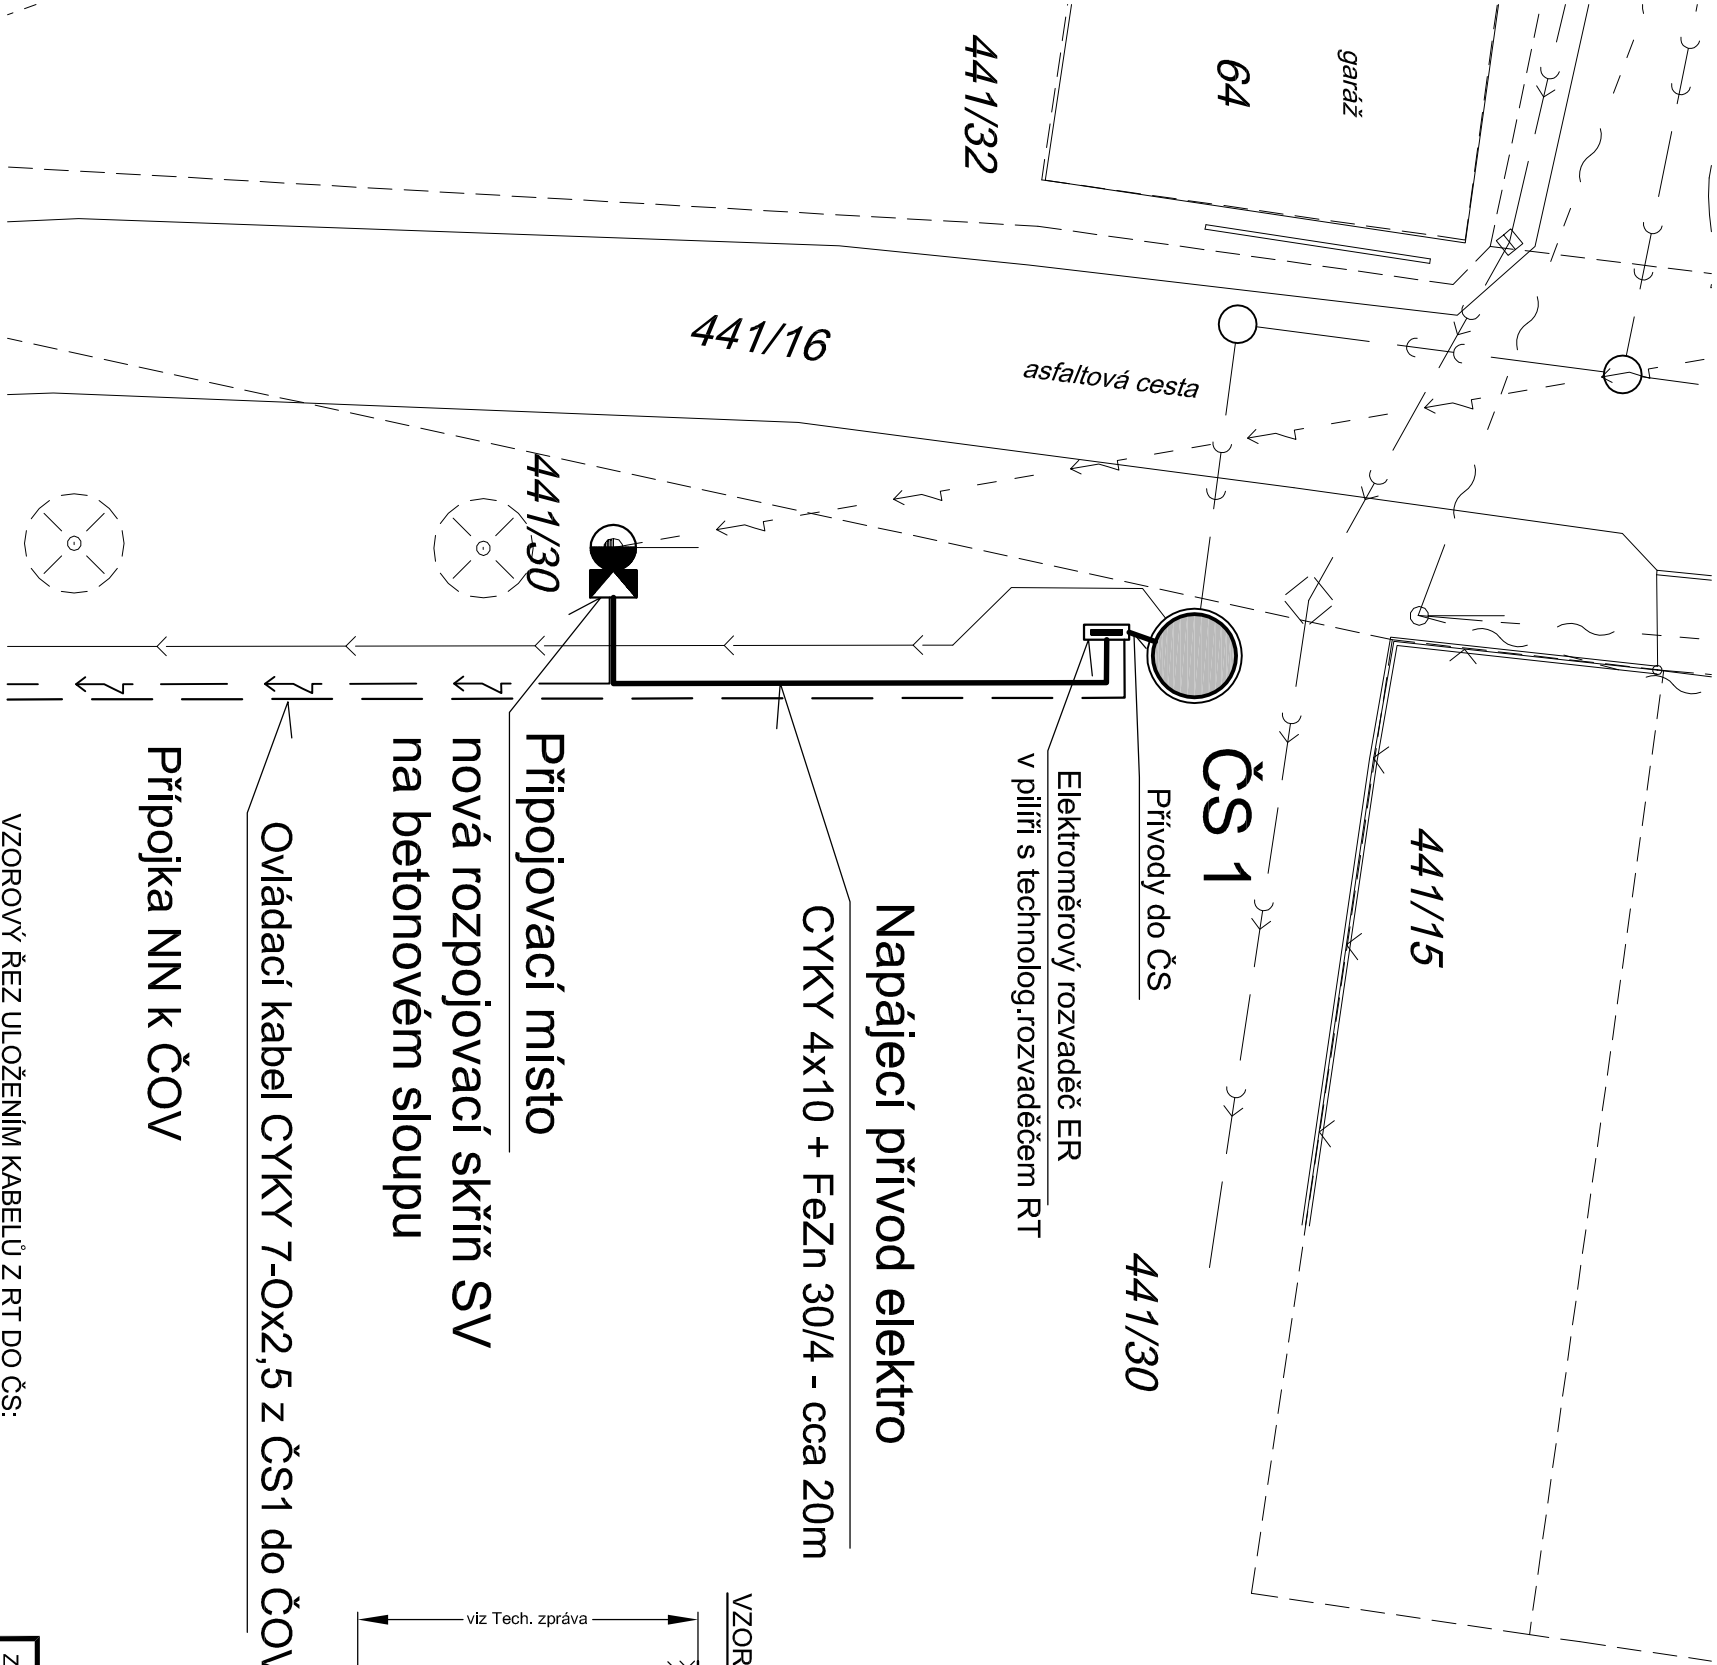 garáž
64
441/32
441/16
asfaltová cesta
441/30
441/15
ČS 1
Přívody do ČS
Elektroměrový rozvaděč ER
v pilíři s technolog.rozvaděčem RT
441/30
Napájecí přívod elektro
CYKY 4x10 + FeZn 30/4 - cca 20m
Připojovací místo
nová rozpojovací skříň SV
na betonovém sloupu
Ovládací kabel CYKY 7-Ox2,5 z ČS1 do ČOV
Přípojka NN k ČOV
VZOROVÝ ŘEZ ULOŽENÍM KABELŮ Z RT DO ČS:
viz Tech. zpráva
VZOR